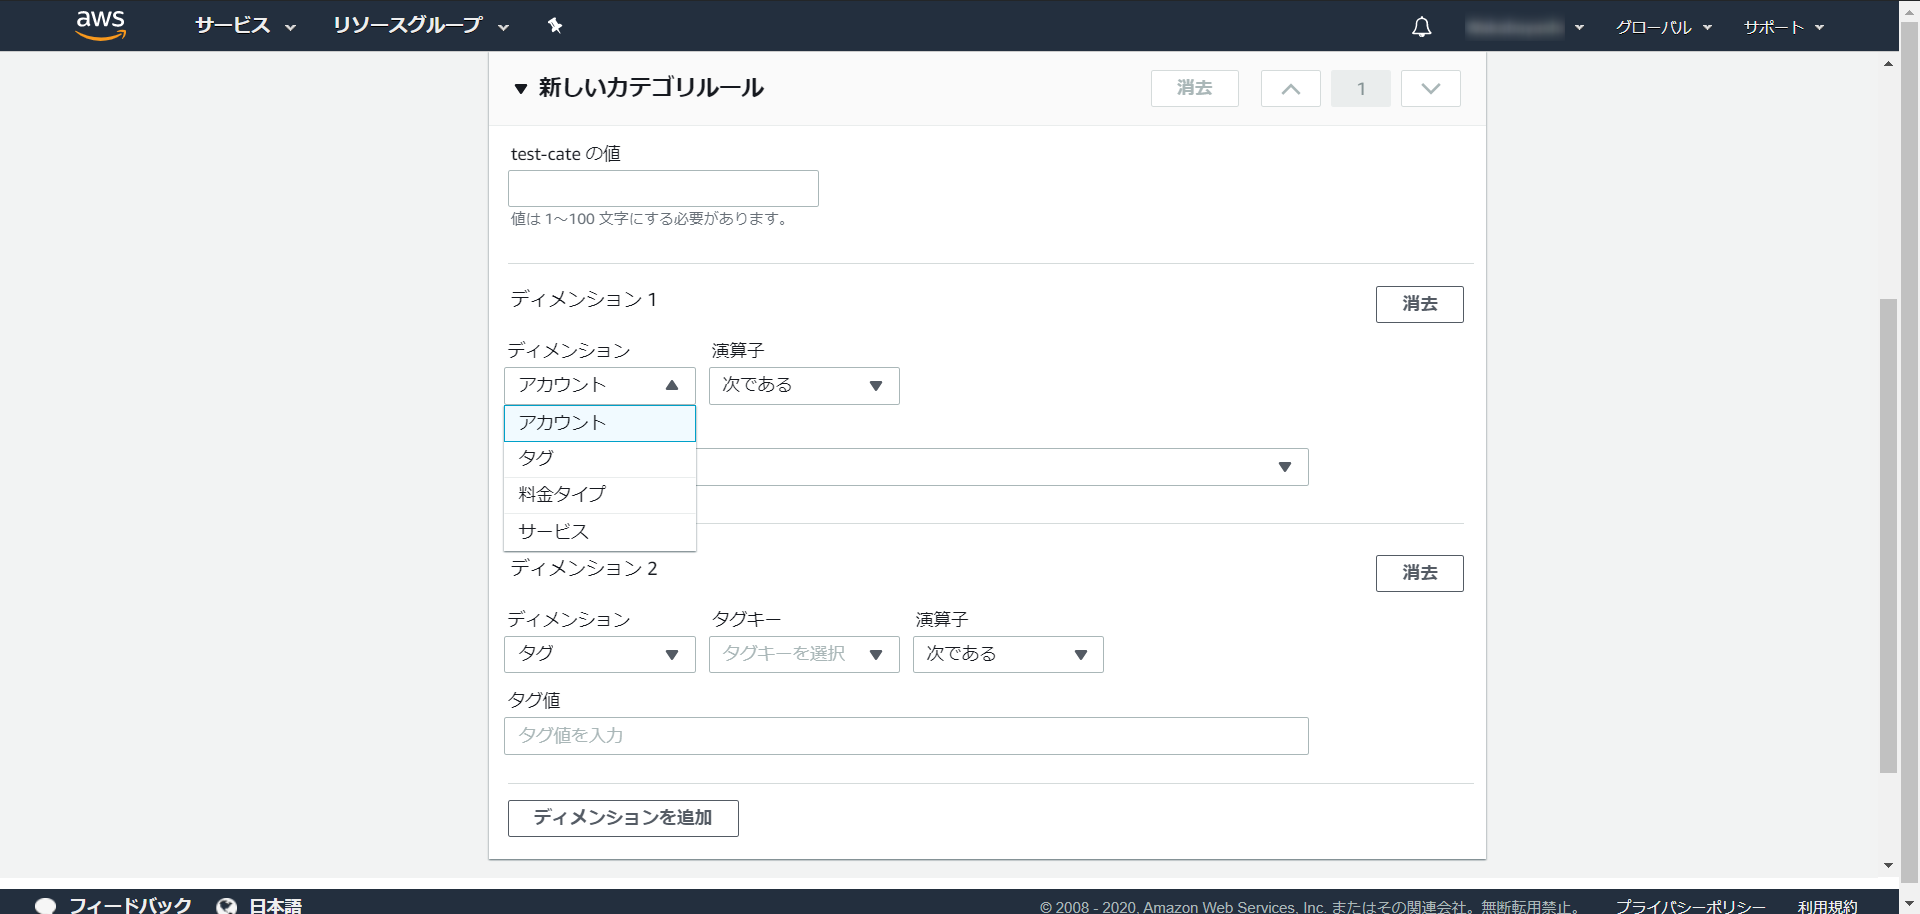 aws サービス リソースグループ グローバル サポート
新しいカテゴリルール 消去 1
test-cate の値
値は 1～100 文字にする必要があります。
ディメンション 1 消去
ディメンション 演算子
アカウント 次である
アカウント
タグ
料金タイプ
サービス
ディメンション 2 消去
ディメンション タグキー 演算子
タグ タグキーを選択 次である
タグ値
タグ値を入力
ディメンションを追加
フィードバック 日本語 © 2008 - 2020, Amazon Web Services, Inc. またはその関連会社。無断転用禁止。 プライバシーポリシー 利用規約